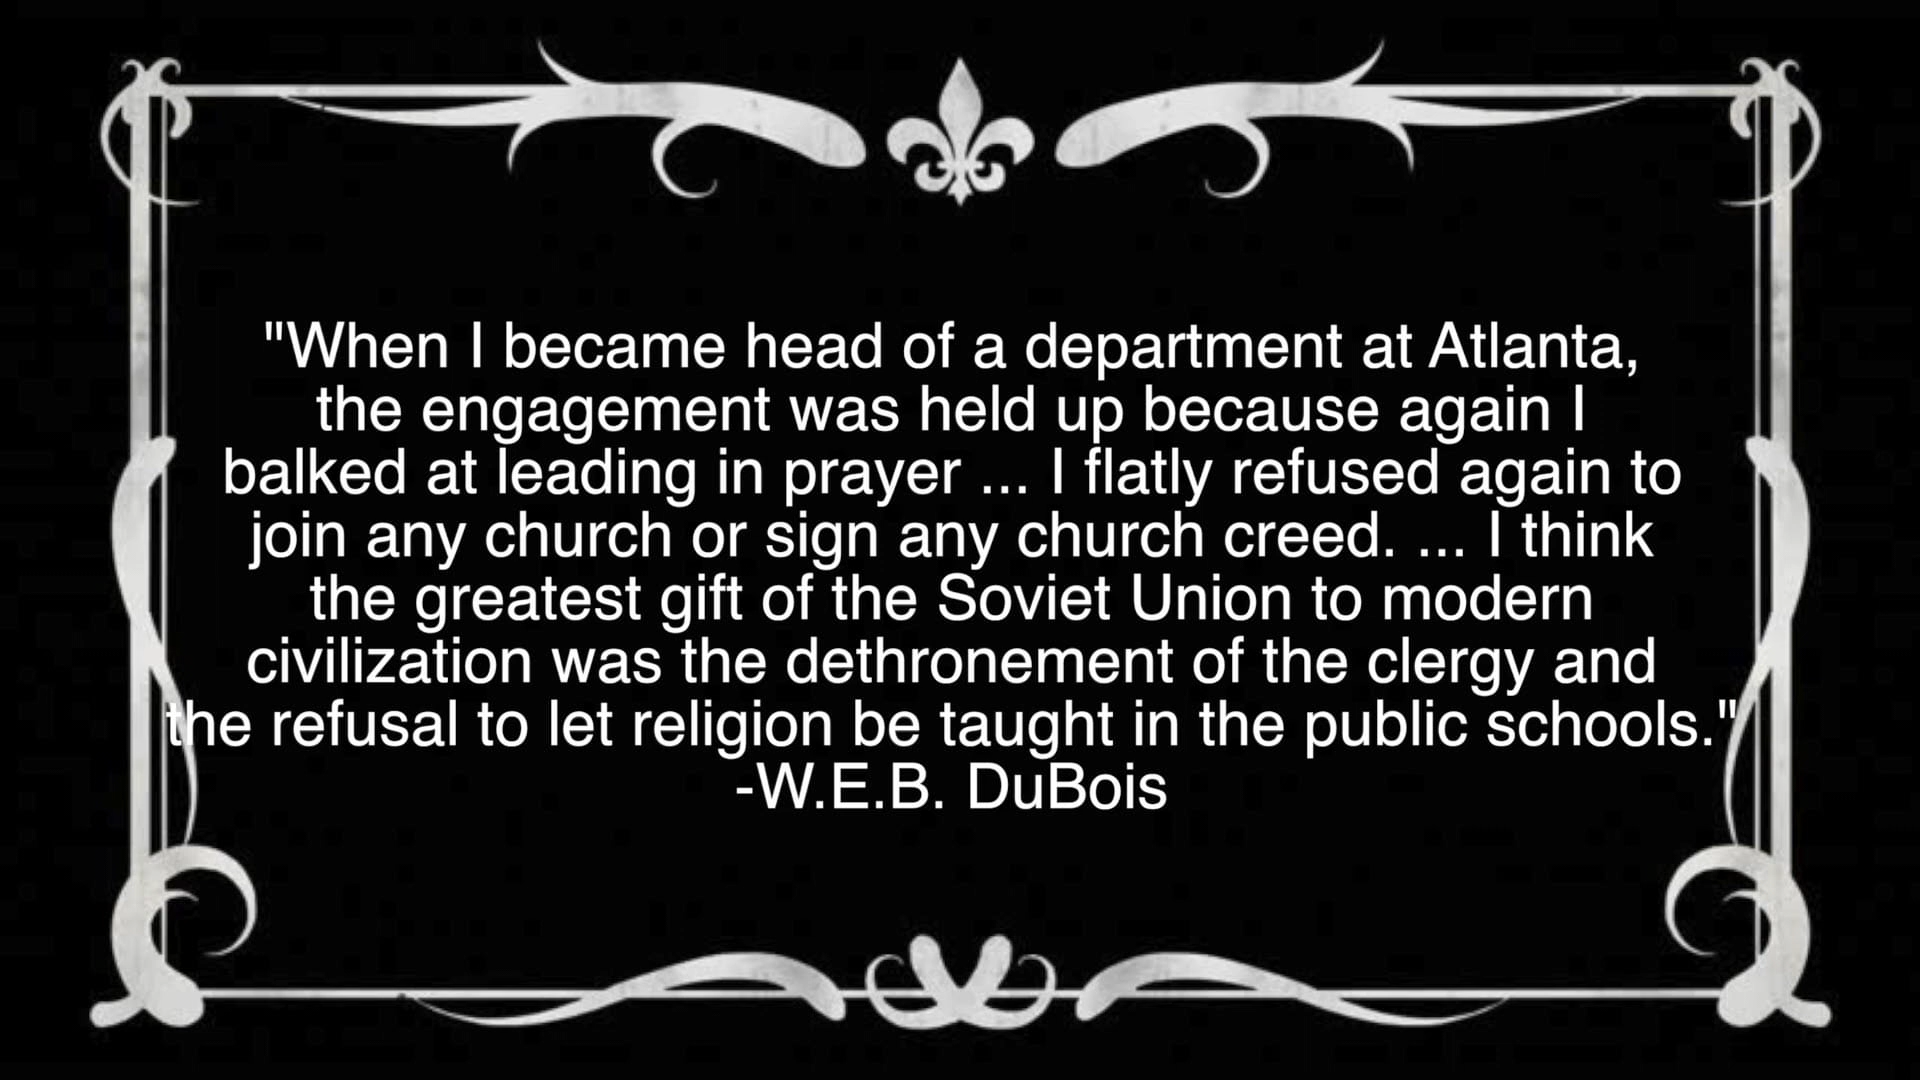 "When I became head of a department at Atlanta,
the engagement was held up because again I
balked at leading in prayer ... I flatly refused again to
join any church or sign any church creed. ... I think
the greatest gift of the Soviet Union to modern
civilization was the dethronement of the clergy and
the refusal to let religion be taught in the public schools."
-W.E.B. DuBois